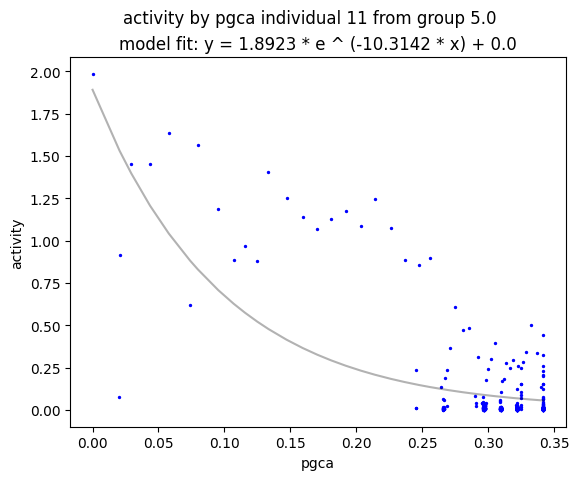 activity by pgca individual 11 from group 5.0
model fit: y = 1.8923 * e ^ (-10.3142 * x) + 0.0
2.00
1.75
1.50
1.25
1.00
0.75
0.50
0.25
0.00
activity
0.00 0.05 0.10 0.15 0.20 0.25 0.30 0.35
pgca